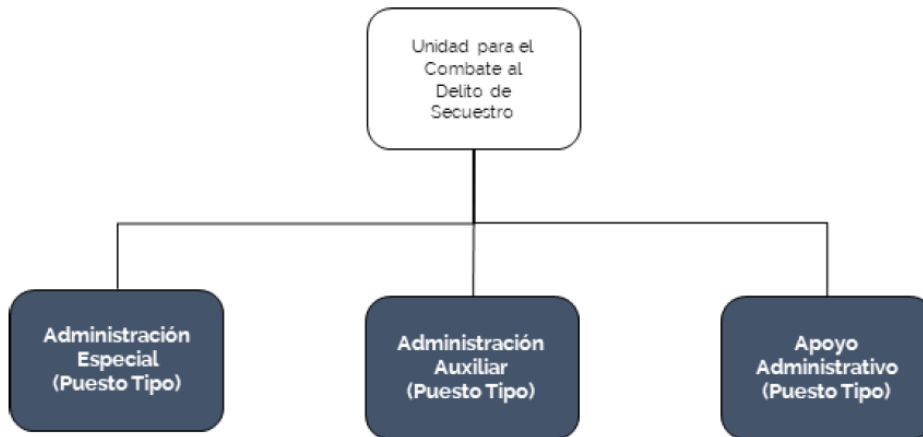 Unidad para el
Combate al
Delito de
Secuestro
Administración
Especial
(Puesto Tipo)
Administración
Auxiliar
(Puesto Tipo)
Apoyo
Administrativo
(Puesto Tipo)